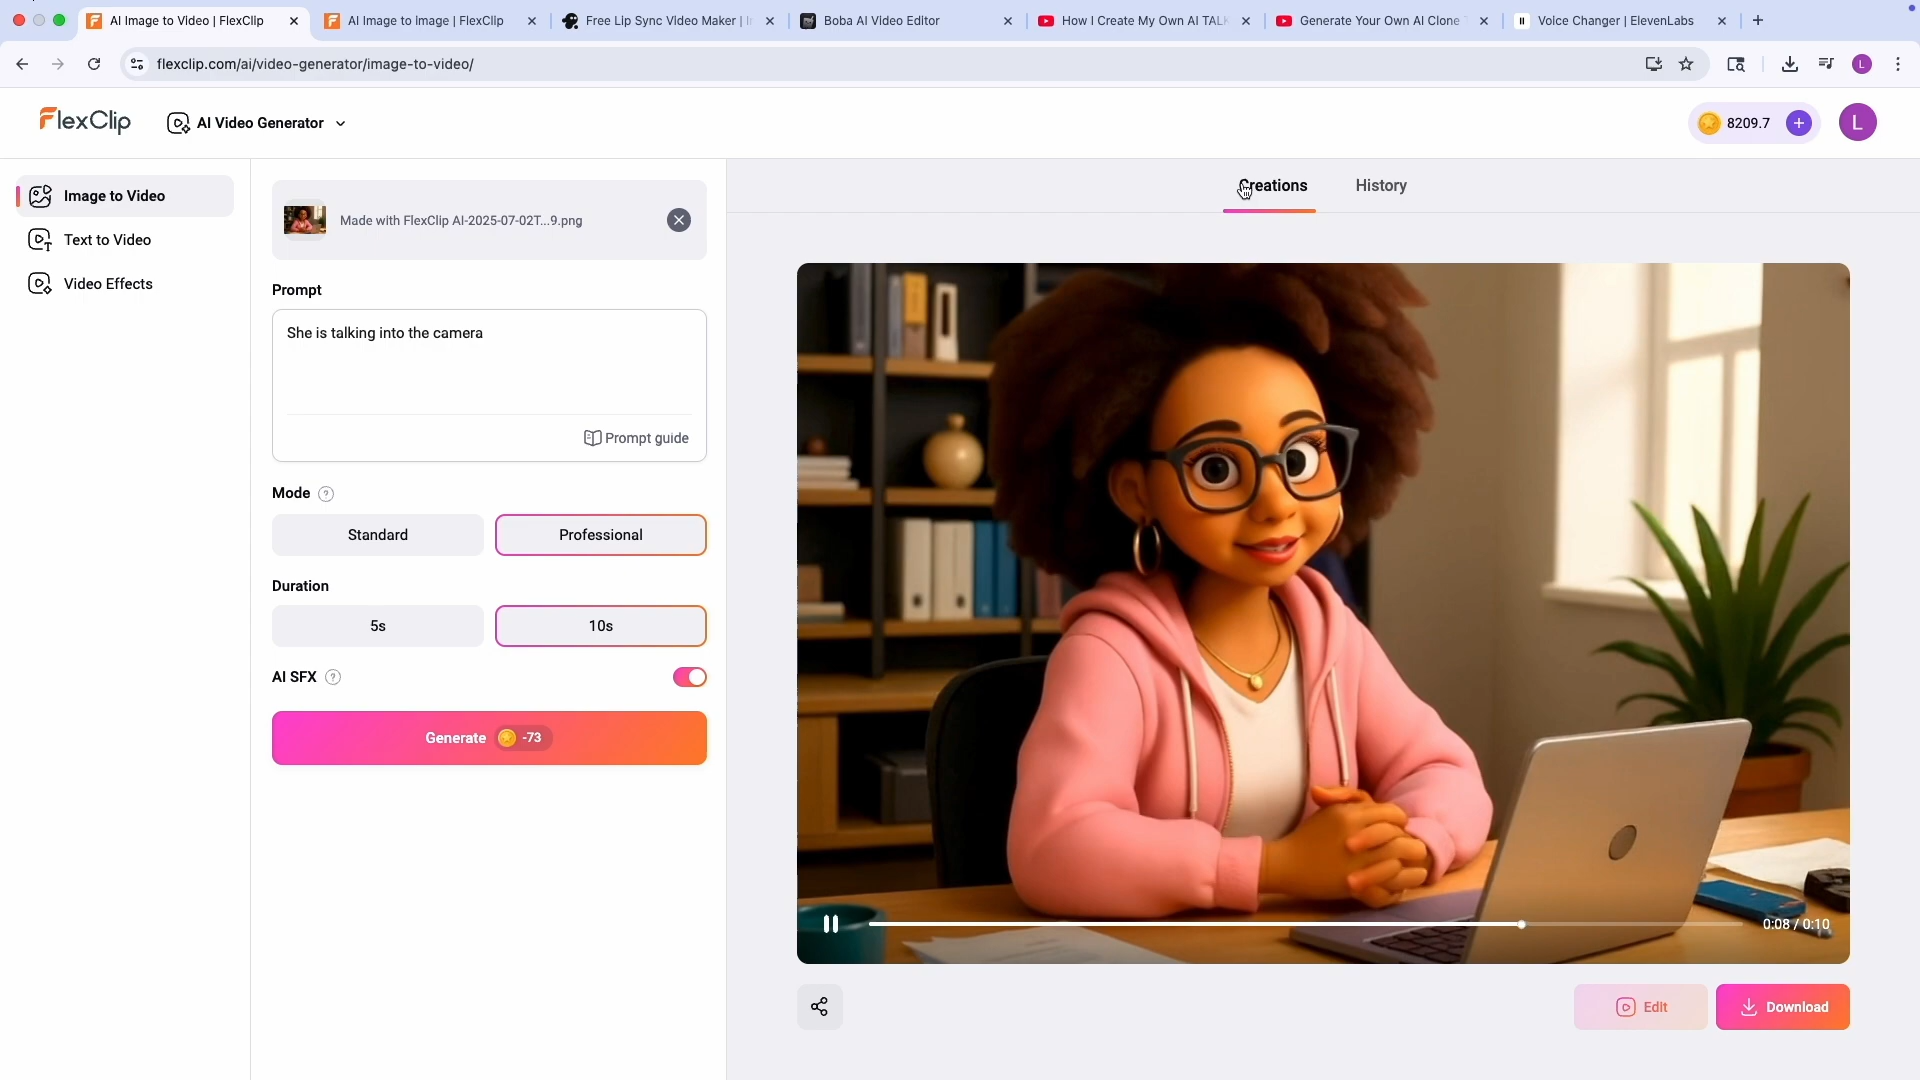 AI Image to Video | FlexClip
AI Image to Image | FlexClip
Free Lip Sync Video Maker |
Boba AI Video Editor
How I Create My Own AI TALK
Generate Your Own AI Clone
Voice Changer | ElevenLabs
flexclip.com/ai/video-generator/image-to-video/
L
FlexClip
AI Video Generator
8209.7
L
Image to Video
Text to Video
Video Effects
Made with FlexClip AI-2025-07-02T...9.png
Prompt
She is talking into the camera
Prompt guide
Mode
Standard
Professional
Duration
5s
10s
AI SFX
Generate -73
Creations
History
0:08 / 0:10
Edit
Download